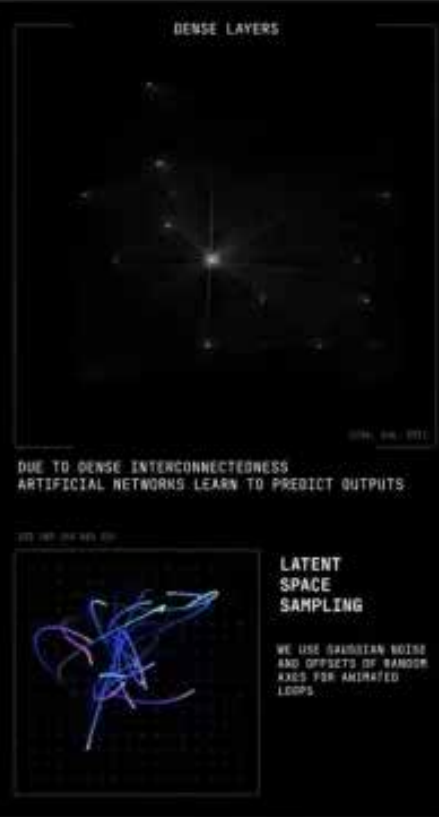 DENSE LAYERS
DUE TO DENSE INTERCONNECTEDNESS
ARTIFICIAL NETWORKS LEARN TO PREDICT OUTPUTS
LATENT
SPACE
SAMPLING
WE USE GAUSSIAN NOISE
AND OFFSETS OF RANDOM
AXES FOR ANIMATED
LOOPS